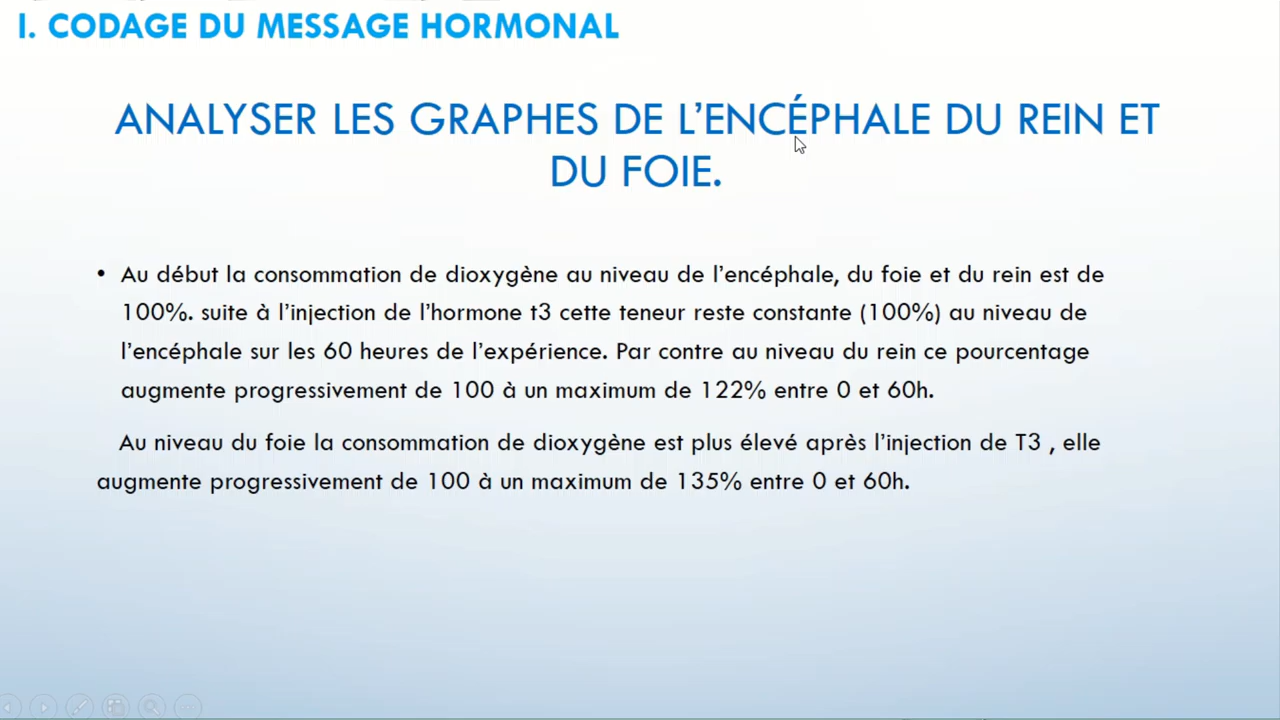 I. CODAGE DU MESSAGE HORMONAL
ANALYSER LES GRAPHES DE L'ENCÉPHALE DU REIN ET
DU FOIE.
• Au début la consommation de dioxygène au niveau de l'encéphale, du foie et du rein est de
100%. suite à l'injection de l'hormone t3 cette teneur reste constante (100%) au niveau de
l'encéphale sur les 60 heures de l'expérience. Par contre au niveau du rein ce pourcentage
augmente progressivement de 100 à un maximum de 122% entre 0 et 60h.
Au niveau du foie la consommation de dioxygène est plus élevé après l'injection de T3 , elle
augmente progressivement de 100 à un maximum de 135% entre 0 et 60h.